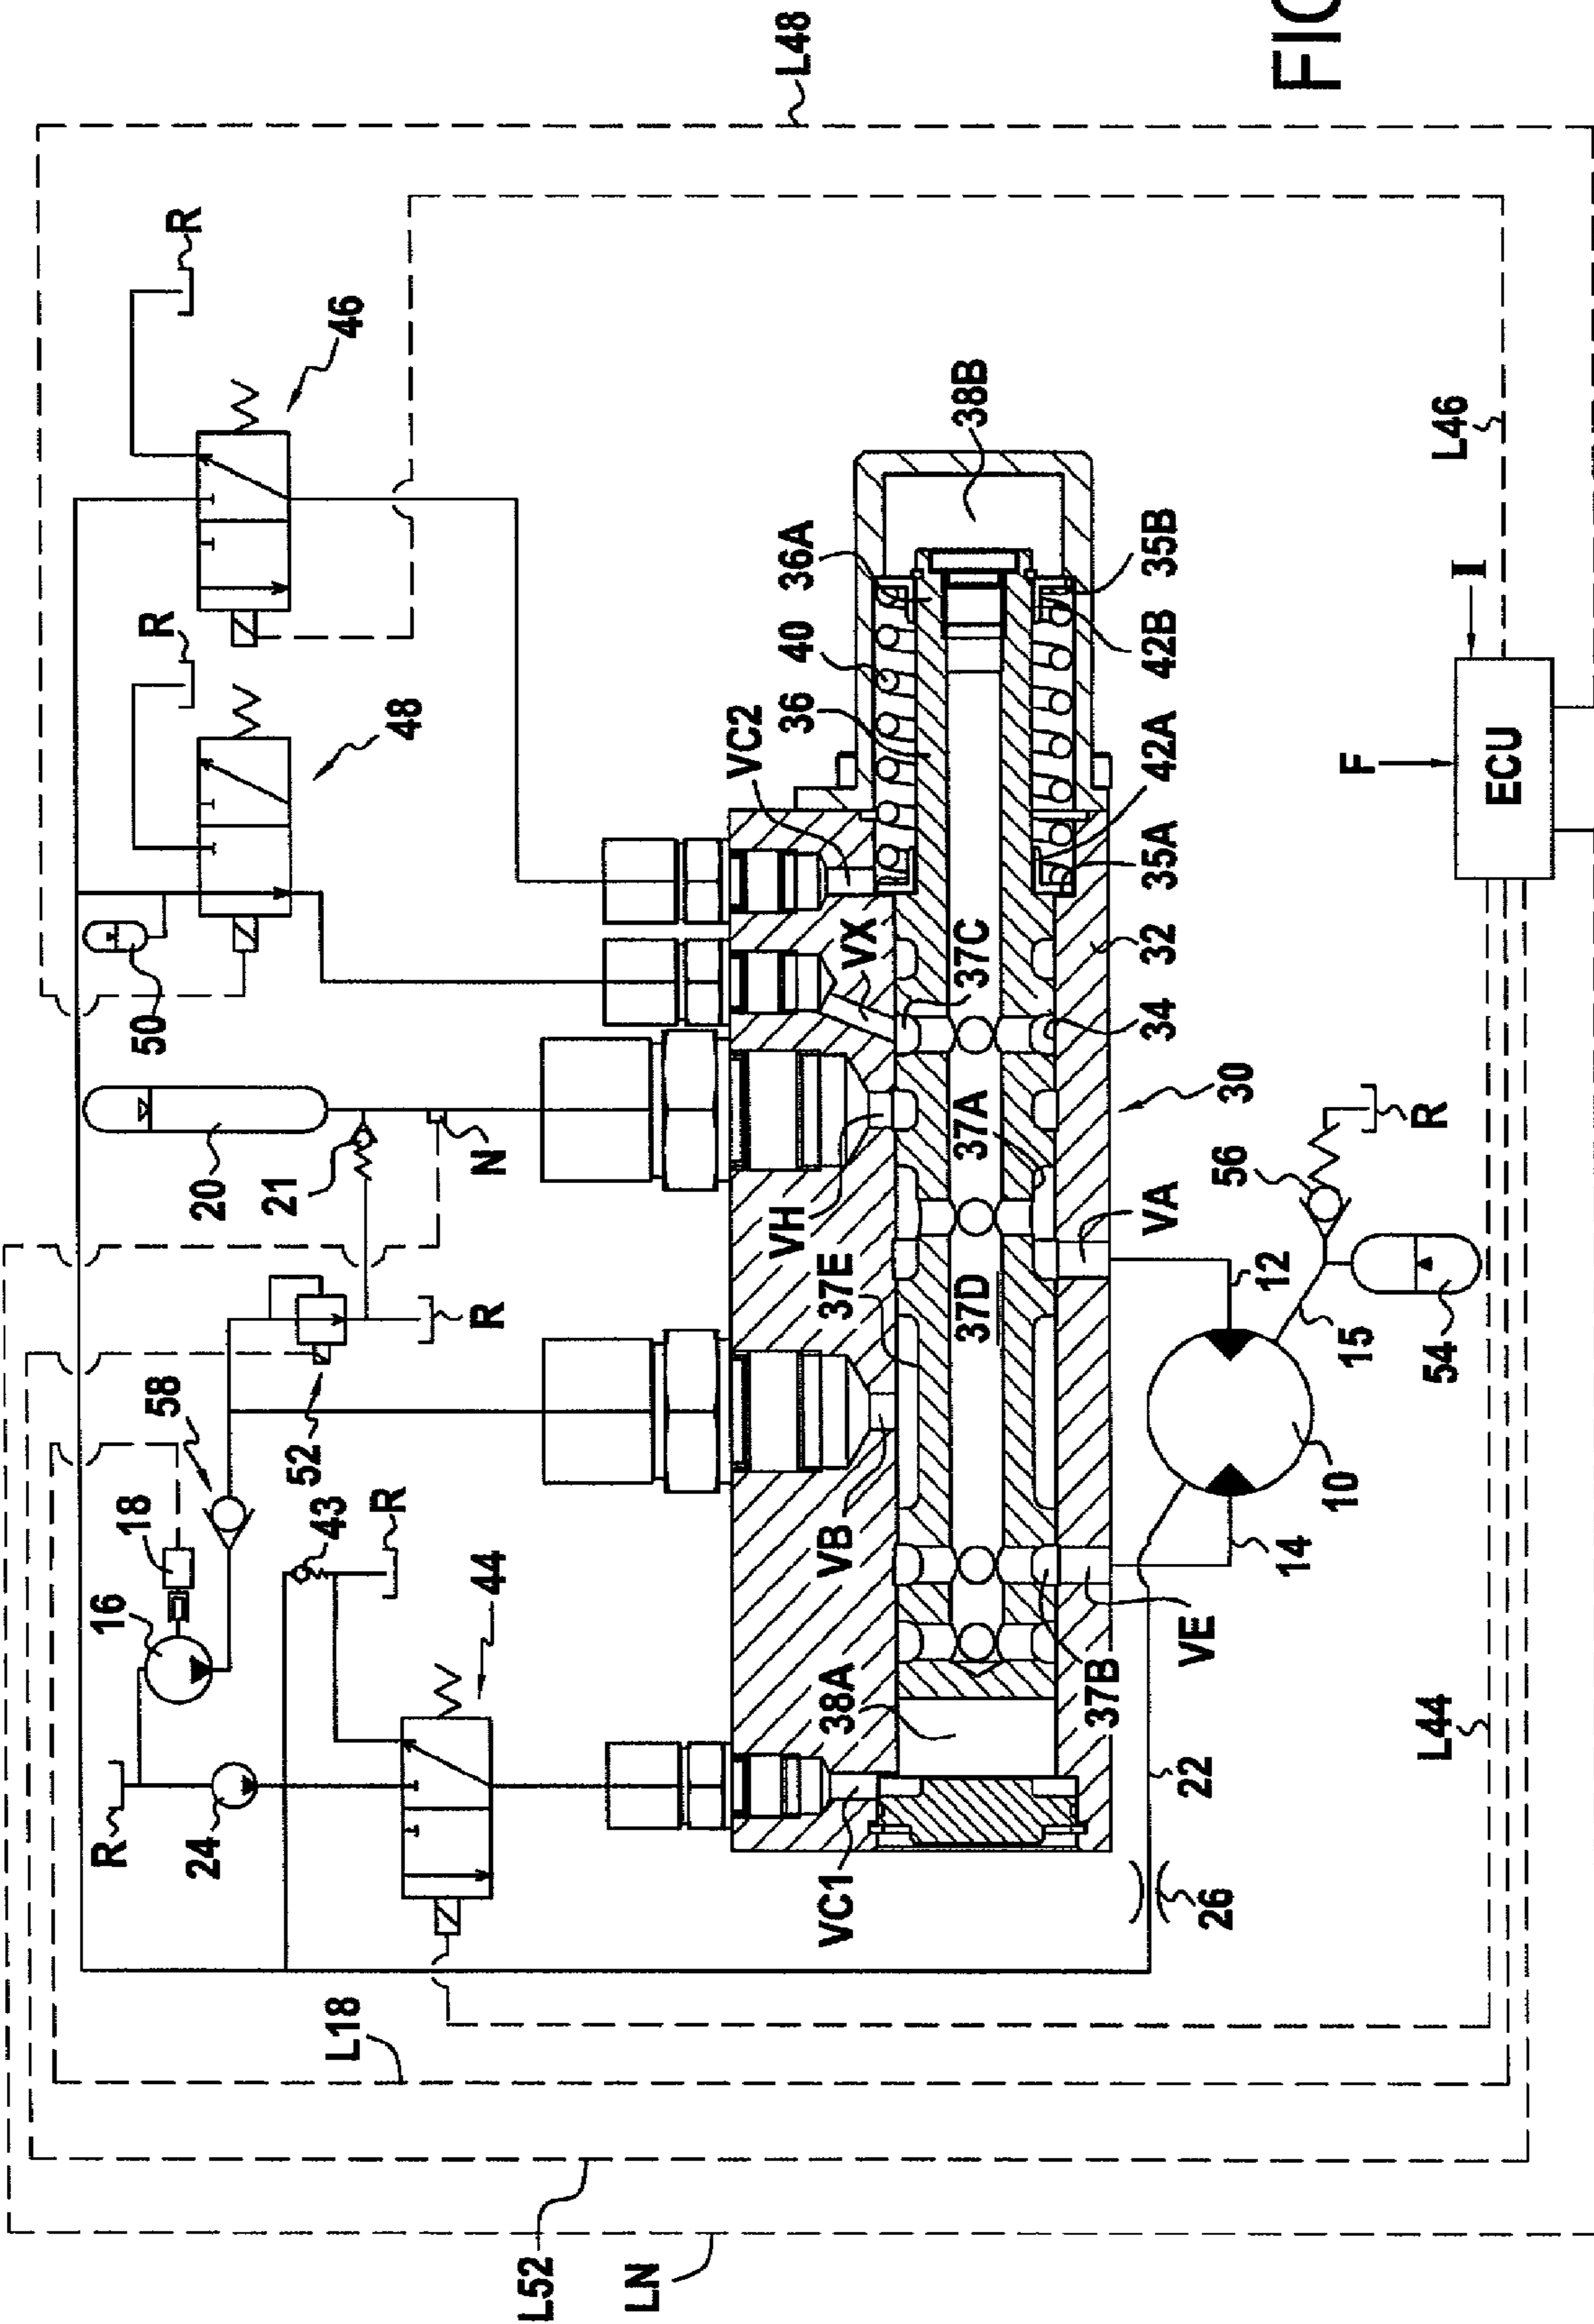 FIG
L48
R
46
R
48
50
20
21
N
R
52
58
18
16
43
R
44
R
24
38B
36A
40
36
VC2
35B
42B
42A
35A
VX
37C
32
34
30
37A
VH
37E
37D
VA
VB
38A
VE
37B
VC1
56
R
12
15
54
10
14
22
26
L46
I
F
ECU
L44
L18
L52
LN